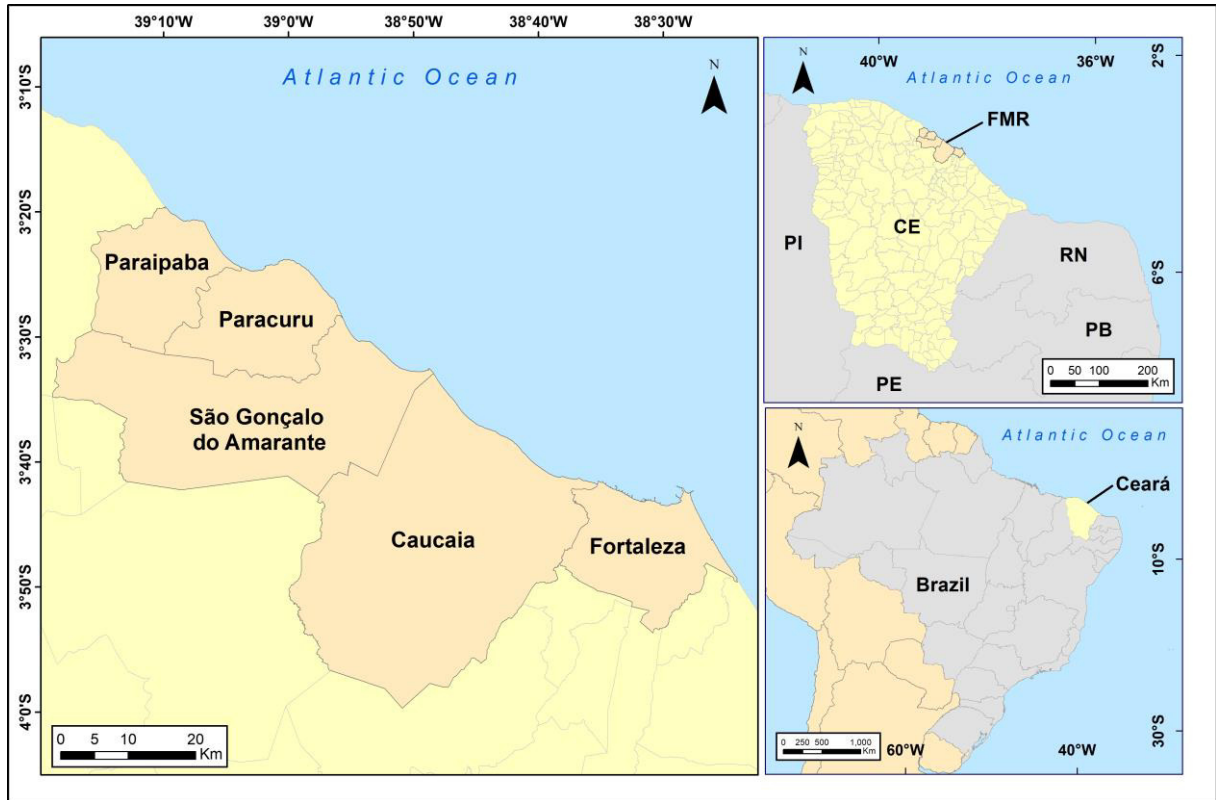 39°10'W 39°0'W 38°50'W 38°40'W 38°30'W
3°10'S
3°20'S
3°30'S
3°40'S
3°50'S
4°0'S
Atlantic Ocean
N
Paraipaba
Paracuru
São Gonçalo
do Amarante
Caucaia
Fortaleza
0 5 10 20
Km
40°W 36°W
2°S
6°S
Atlantic Ocean
N
FMR
PI
CE
RN
PB
PE
0 50 100 200
Km
Atlantic Ocean
N
Ceará
Brazil
10°S
30°S
0 250 500 1,000
Km
60°W 40°W